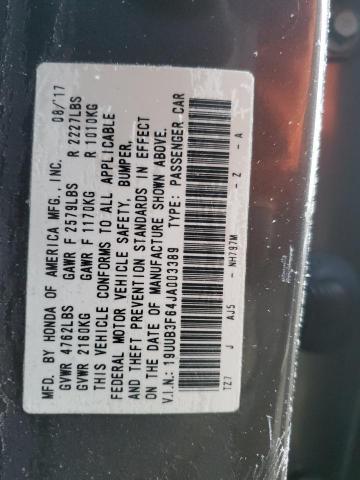 MFD. BY HONDA OF AMERICA MFG., INC. 08/'17
GVWR 4762LBS GAWR F 2579LBS R 2227LBS
GVWR 2160KG GAWR F 1170KG R 1010KG
THIS VEHICLE CONFORMS TO ALL APPLICABLE
FEDERAL MOTOR VEHICLE SAFETY, BUMPER,
AND THEFT PREVENTION STANDARDS IN EFFECT
ON THE DATE OF MANUFACTURE SHOWN ABOVE.
V.I.N.: 19UUB3F64JA003389 TYPE: PASSENGER CAR
TZ7 J AJ5 - NH797M - Z - A